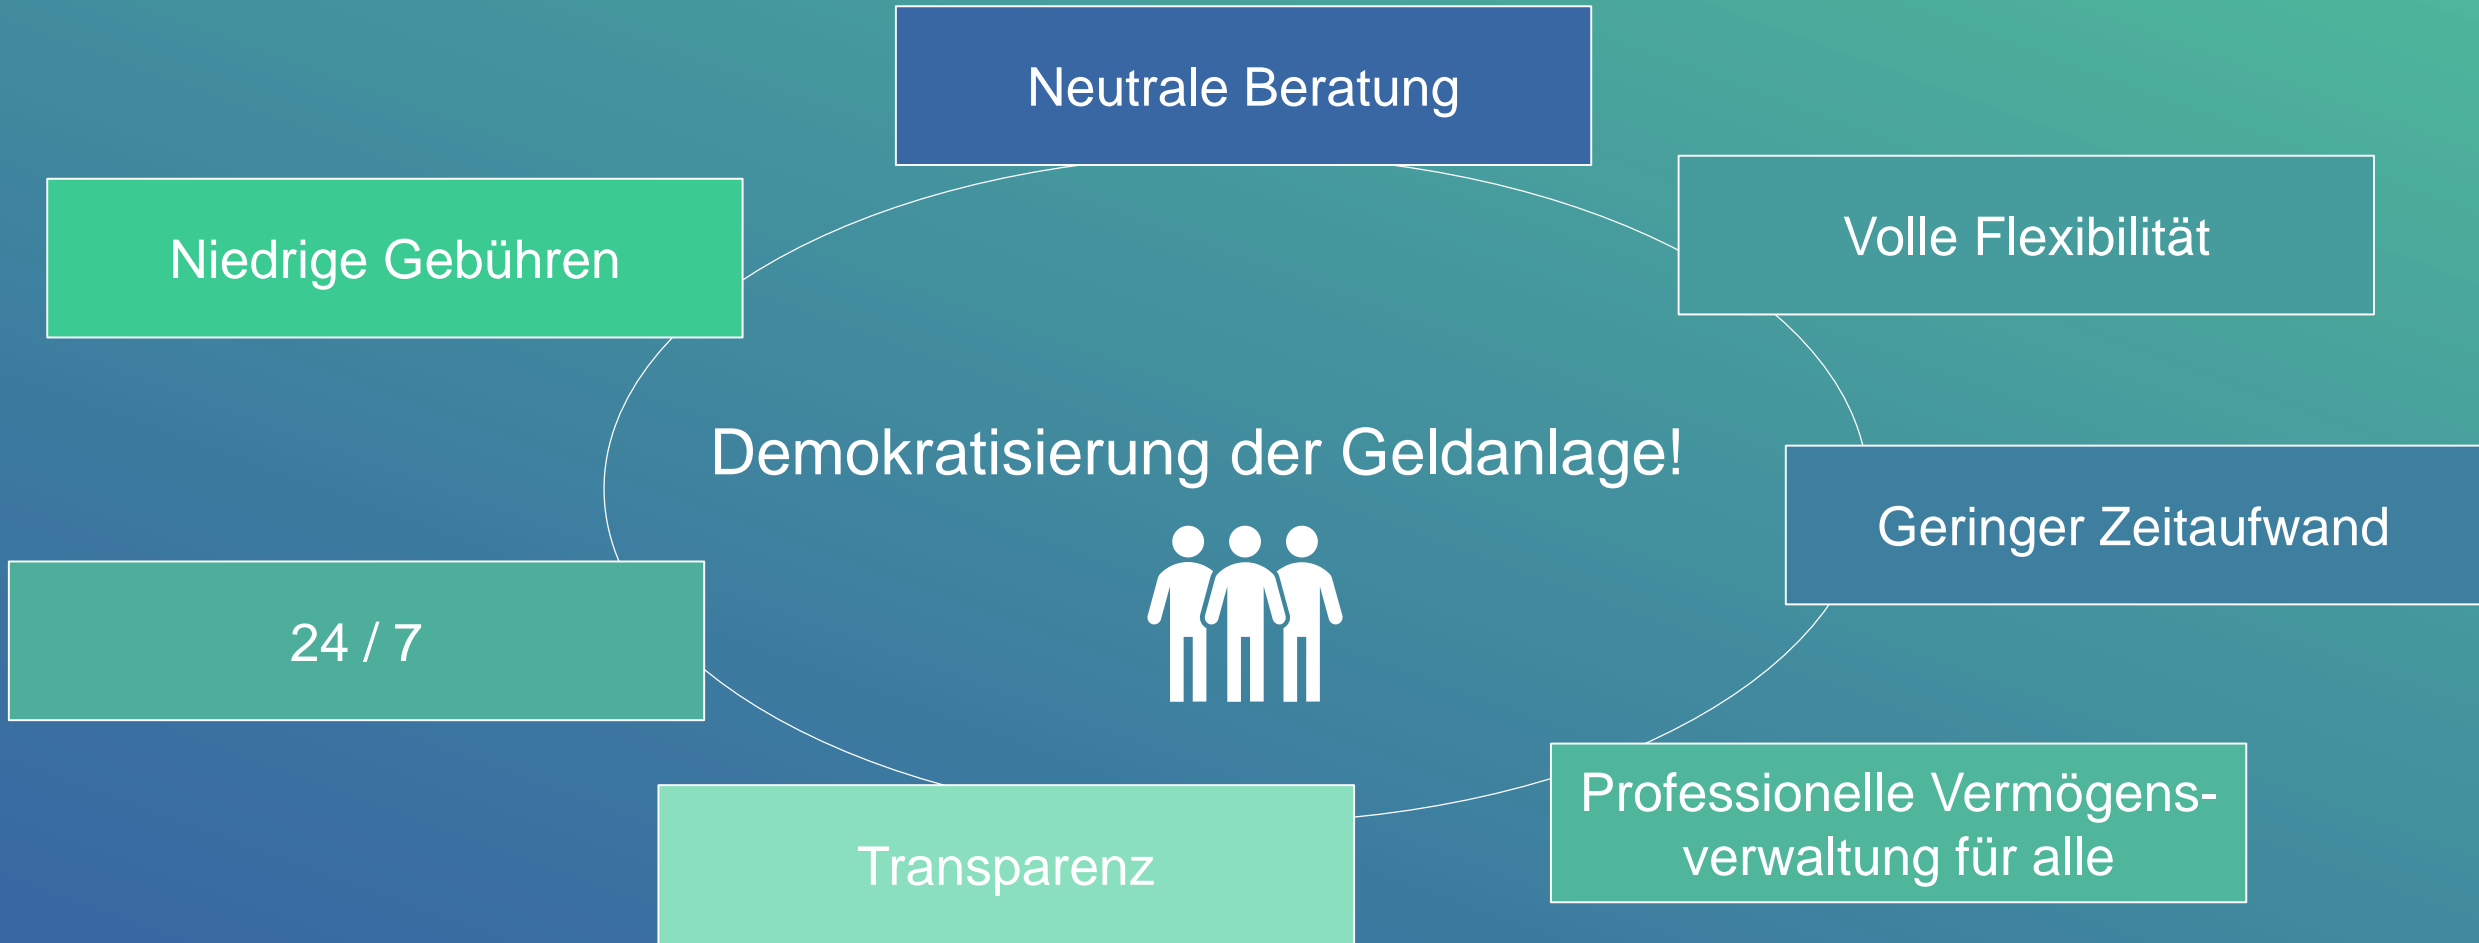 Neutrale Beratung
Volle Flexibilität
Niedrige Gebühren
Demokratisierung der Geldanlage!
Geringer Zeitaufwand
24 / 7
Professionelle Vermögens-
verwaltung für alle
Transparenz